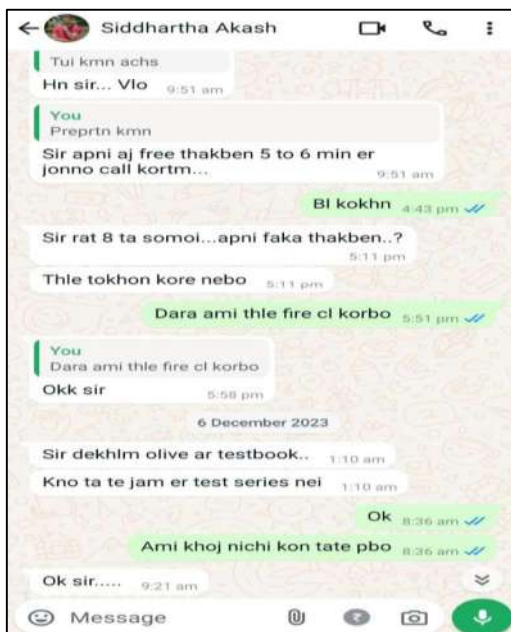 Siddhartha Akash
Tui kmn achs
Hn sir... Vlo 9:51 am
You
Preprtn kmn
Sir apni aj free thakben 5 to 6 min er
jonno call kortm...
9:51 am
Bl kokhn 4:43 pm
Sir rat 8 ta somoi...apni faka thakben..?
5:11 pm
Thle tokhon kore nebo 5:11 pm
Dara ami thle fire cl korbo 5:51 pm
You
Dara ami thle fire cl korbo
Okk sir 5:58 pm
6 December 2023
Sir dekhlm olive ar testbook.. 1:10 am
Kno ta te jam er test series nei 1:10 am
Ok 8:36 am
Ami khoj nichi kon tate pbo 8:36 am
Ok sir..... 9:21 am
Message